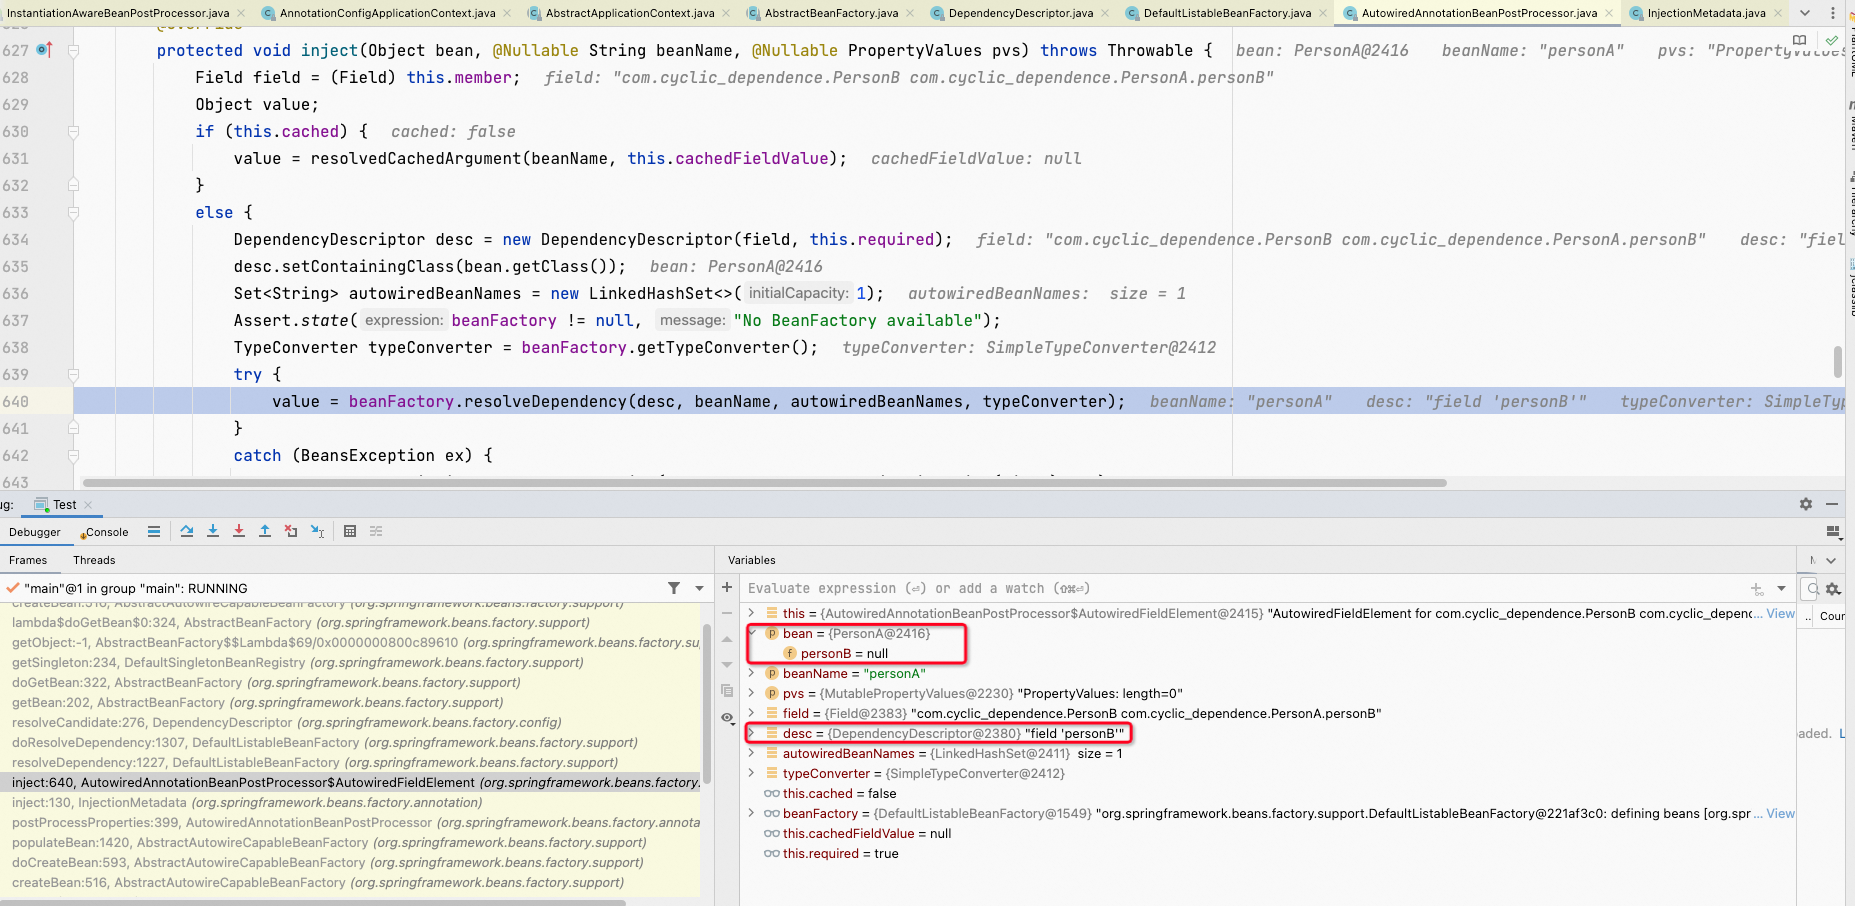 InstantiationAwareBeanPostProcessor.java AnnotationConfigApplicationContext.java AbstractApplicationContext.java AbstractBeanFactory.java DependencyDescriptor.java DefaultListableBeanFactory.java AutowiredAnnotationBeanPostProcessor.java InjectionMetadata.java
627 protected void inject(Object bean, @Nullable String beanName, @Nullable PropertyValues pvs) throws Throwable { bean: PersonA@2416 beanName: "personA" pvs: "PropertyValues
628 Field field = (Field) this.member; field: "com.cyclic_dependence.PersonB com.cyclic_dependence.PersonA.personB"
629 Object value;
630 if (this.cached) { cached: false
631 value = resolvedCachedArgument(beanName, this.cachedFieldValue); cachedFieldValue: null
632 }
633 else {
634 DependencyDescriptor desc = new DependencyDescriptor(field, this.required); field: "com.cyclic_dependence.PersonB com.cyclic_dependence.PersonA.personB" desc: "fiel
635 desc.setContainingClass(bean.getClass()); bean: PersonA@2416
636 Set<String> autowiredBeanNames = new LinkedHashSet<>( initialCapacity: 1); autowiredBeanNames: size = 1
637 Assert.state( expression: beanFactory != null, message: "No BeanFactory available");
638 TypeConverter typeConverter = beanFactory.getTypeConverter(); typeConverter: SimpleTypeConverter@2412
639 try {
640 value = beanFactory.resolveDependency(desc, beanName, autowiredBeanNames, typeConverter); beanName: "personA" desc: "field 'personB'" typeConverter: SimpleTyp
641 }
642 catch (BeansException ex) {
643
ug: Test
Debugger Console
Frames Threads
"main"@1 in group "main": RUNNING
createBean:516, AbstractAutowireCapableBeanFactory (org.springframework.beans.factory.support)
lambda$doGetBean$0:324, AbstractBeanFactory (org.springframework.beans.factory.support)
getObject:-1, AbstractBeanFactory$$Lambda$69/0x0000000800c89610 (org.springframework.beans.factory.su
getSingleton:234, DefaultSingletonBeanRegistry (org.springframework.beans.factory.support)
doGetBean:322, AbstractBeanFactory (org.springframework.beans.factory.support)
getBean:202, AbstractBeanFactory (org.springframework.beans.factory.support)
resolveCandidate:276, DependencyDescriptor (org.springframework.beans.factory.config)
doResolveDependency:1307, DefaultListableBeanFactory (org.springframework.beans.factory.support)
resolveDependency:1227, DefaultListableBeanFactory (org.springframework.beans.factory.support)
inject:640, AutowiredAnnotationBeanPostProcessor$AutowiredFieldElement (org.springframework.beans.factory.
inject:130, InjectionMetadata (org.springframework.beans.factory.annotation)
postProcessProperties:399, AutowiredAnnotationBeanPostProcessor (org.springframework.beans.factory.annota
populateBean:1420, AbstractAutowireCapableBeanFactory (org.springframework.beans.factory.support)
doCreateBean:593, AbstractAutowireCapableBeanFactory (org.springframework.beans.factory.support)
createBean:516, AbstractAutowireCapableBeanFactory (org.springframework.beans.factory.support)
Variables
Evaluate expression (⏎) or add a watch (⇧⌘⏎)
this = {AutowiredAnnotationBeanPostProcessor$AutowiredFieldElement@2415} "AutowiredFieldElement for com.cyclic_dependence.PersonB com.cyclic_depend... View
bean = {PersonA@2416}
personB = null
beanName = "personA"
pvs = {MutablePropertyValues@2230} "PropertyValues: length=0"
field = {Field@2383} "com.cyclic_dependence.PersonB com.cyclic_dependence.PersonA.personB"
desc = {DependencyDescriptor@2380} "field 'personB'"
autowiredBeanNames = {LinkedHashSet@2411} size = 1
typeConverter = {SimpleTypeConverter@2412}
this.cached = false
beanFactory = {DefaultListableBeanFactory@1549} "org.springframework.beans.factory.support.DefaultListableBeanFactory@221af3c0: defining beans [org.spr ... View
this.cachedFieldValue = null
this.required = true
Cour
aded. L